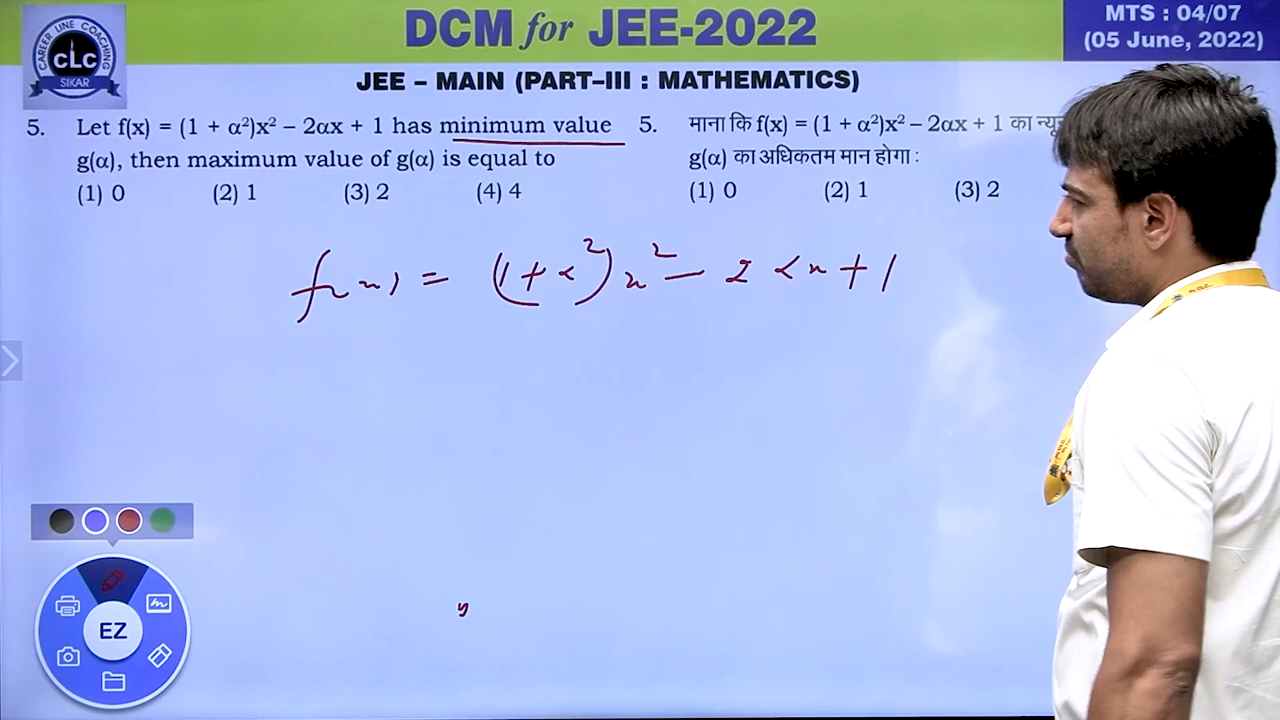 CAREER LINE COACHING
CLC
SIKAR
DCM for JEE-2022
MTS : 04/07
(05 June, 2022)
JEE – MAIN (PART–III : MATHEMATICS)
5. Let f(x) = (1 + α²)x² – 2αx + 1 has minimum value
g(α), then maximum value of g(α) is equal to
(1) 0 (2) 1 (3) 2 (4) 4
5. माना कि f(x) = (1 + α²)x² – 2αx + 1 का
g(α) का अधिकतम मान होगा :
(1) 0 (2) 1 (3) 2
f(x) = (1+α²)x² – 2αx + 1
EZ